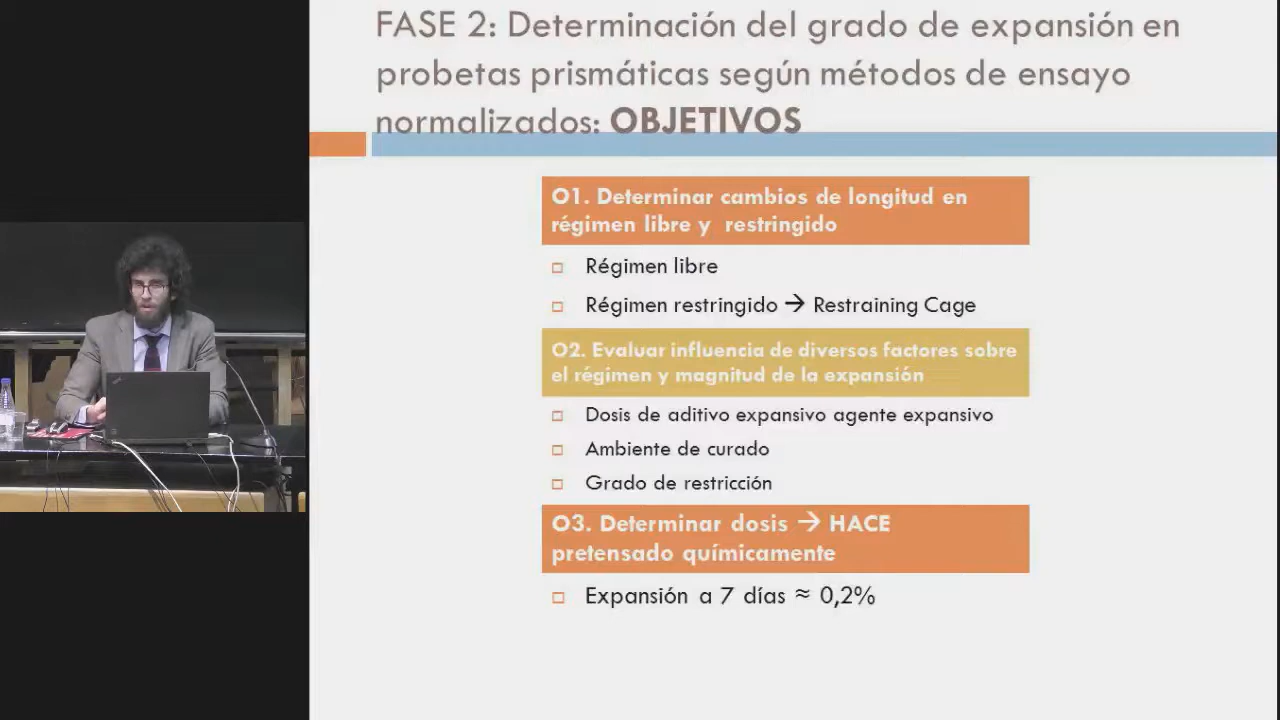 FASE 2: Determinación del grado de expansión en
probetas prismáticas según métodos de ensayo
normalizados: OBJETIVOS
O1. Determinar cambios de longitud en
régimen libre y restringido
Régimen libre
Régimen restringido → Restraining Cage
O2. Evaluar influencia de diversos factores sobre
el régimen y magnitud de la expansión
Dosis de aditivo expansivo agente expansivo
Ambiente de curado
Grado de restricción
O3. Determinar dosis → HACE
pretensado químicamente
Expansión a 7 días ≈ 0,2%